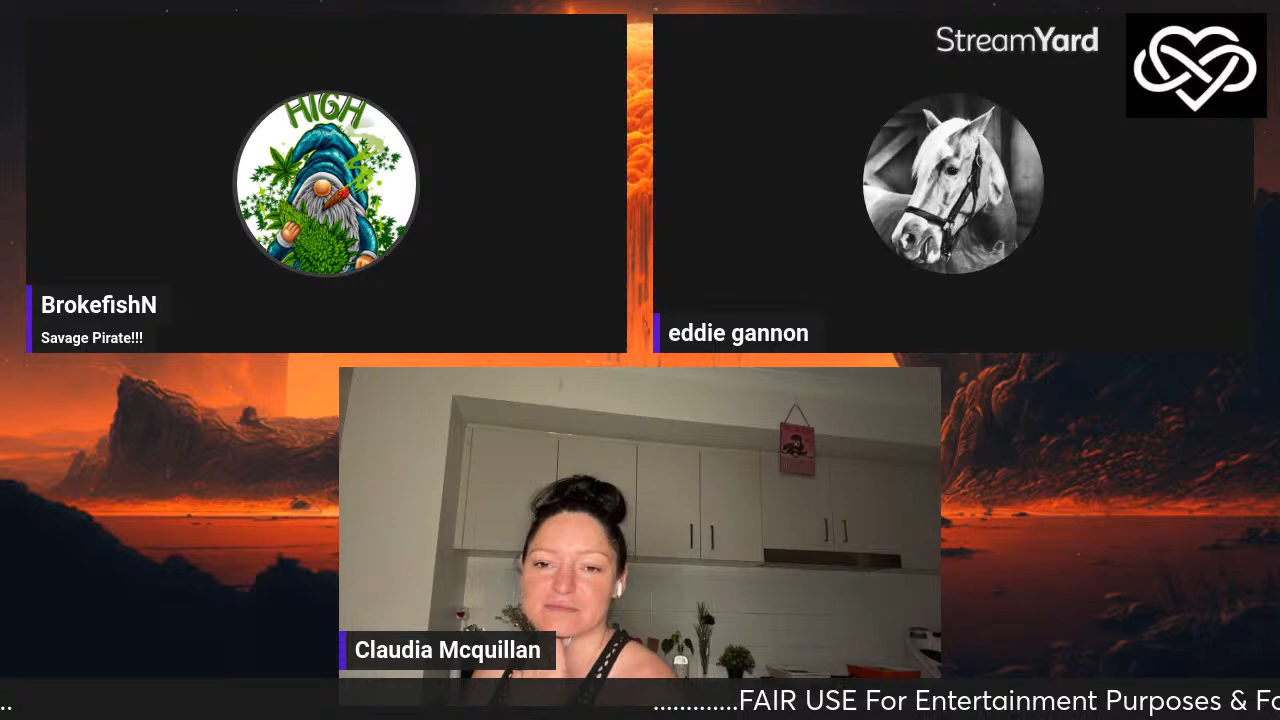 StreamYard
HIGH
BrokefishN
Savage Pirate!!!
eddie gannon
Claudia Mcquillan
..
.............FAIR USE For Entertainment Purposes & Fo